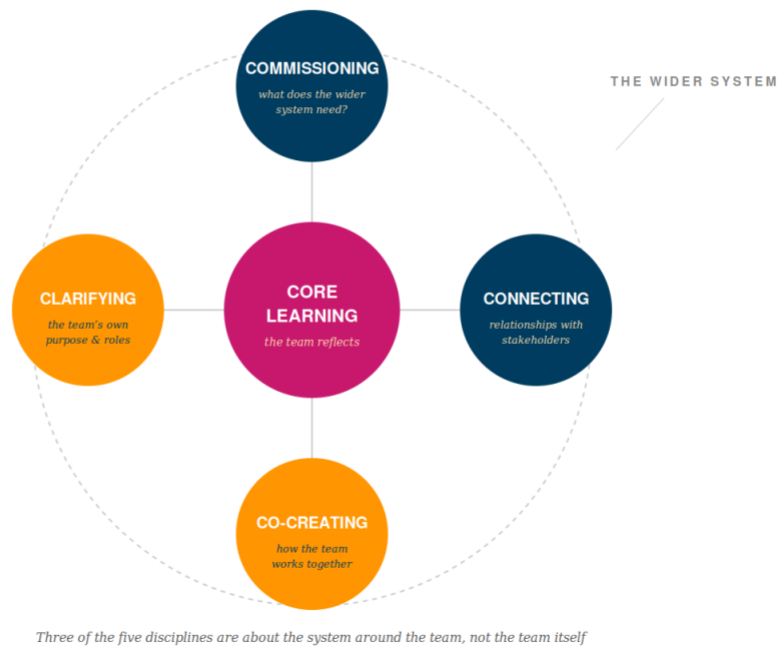 COMMISSIONING
what does the wider
system need?
THE WIDER SYSTEM
CLARIFYING
the team's own
purpose & roles
CORE
LEARNING
the team reflects
CONNECTING
relationships with
stakeholders
CO-CREATING
how the team
works together
Three of the five disciplines are about the system around the team, not the team itself